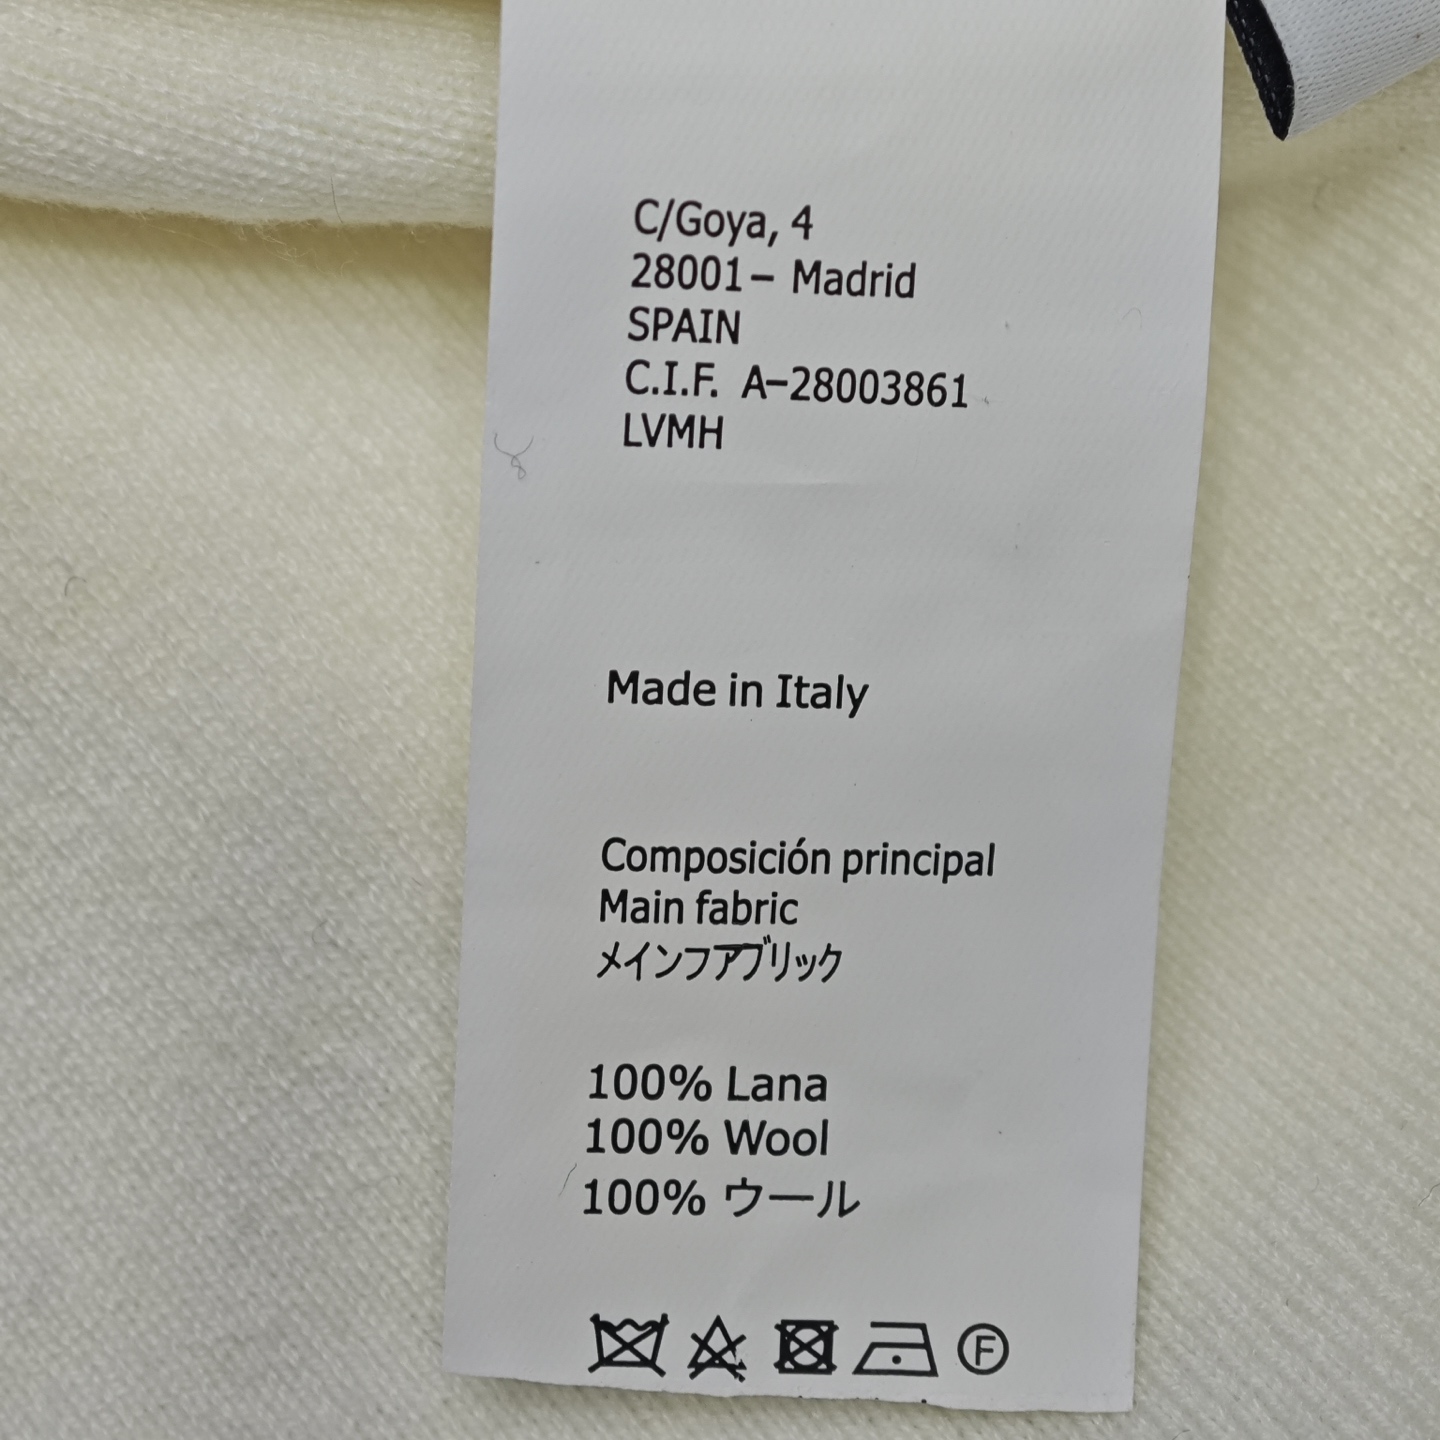 C/Goya, 4
28001– Madrid
SPAIN
C.I.F. A–28003861
LVMH
Made in Italy
Composición principal
Main fabric
メインファブリック
100% Lana
100% Wool
100% ウール
F